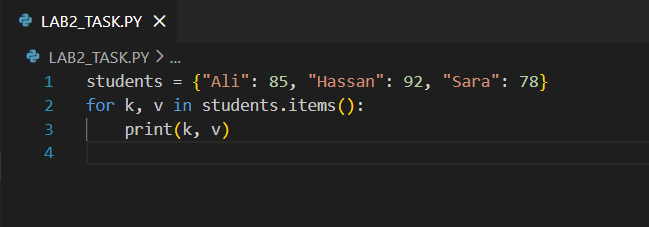 LAB2_TASK.PY ×
LAB2_TASK.PY > ...
1 students = {"Ali": 85, "Hassan": 92, "Sara": 78}
2 for k, v in students.items():
3     print(k, v)
4